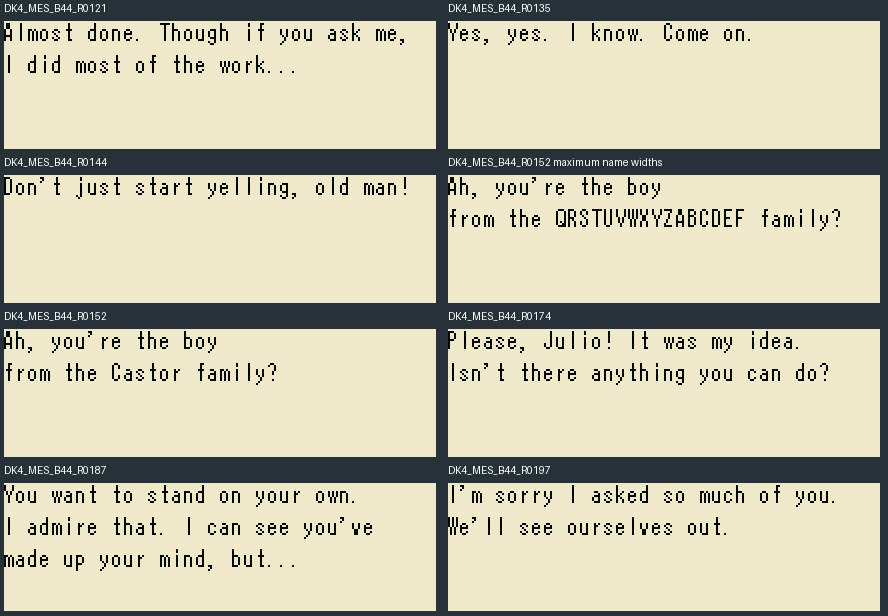 DK4_MES_B44_R0121
Almost done. Though if you ask me,
I did most of the work...
DK4_MES_B44_R0135
Yes, yes. I know. Come on.
DK4_MES_B44_R0144
Don't just start yelling, old man!
DK4_MES_B44_R0152 maximum name widths
Ah, you're the boy
from the QRSTUVWXYZABCDEF family?
DK4_MES_B44_R0152
Ah, you're the boy
from the Castor family?
DK4_MES_B44_R0174
Please, Julio! It was my idea.
Isn't there anything you can do?
DK4_MES_B44_R0187
You want to stand on your own.
I admire that. I can see you've
made up your mind, but...
DK4_MES_B44_R0197
I'm sorry I asked so much of you.
We'll see ourselves out.